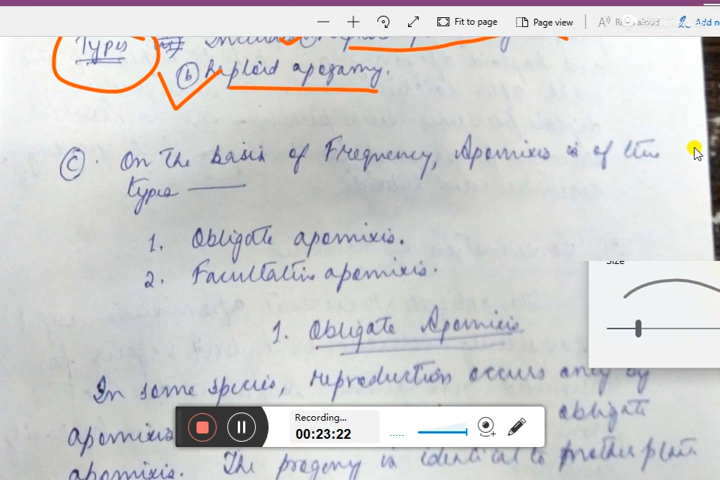 Fit to page
Page view
Add no
Types
(b) Diploid apogamy.
(C). On the basis of Frequency, Apomixis is of two
types —
1. Obligate apomixis.
2. Facultative apomixis.
1. Obligate Apomixis
In some species, reproduction occurs only by
Recording...
00:23:22
apomixis
obligate
apomixis. The progeny is identical to mother plant.